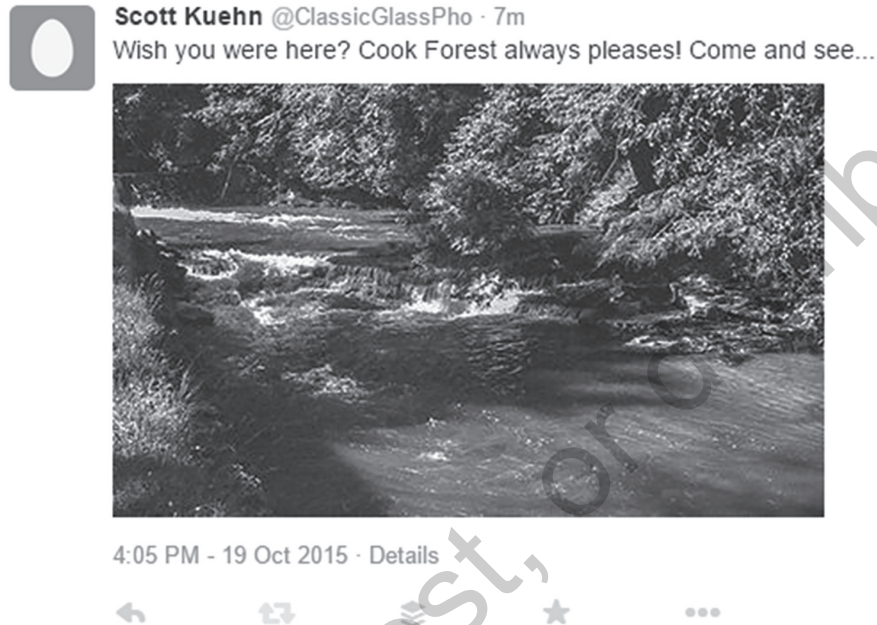 Scott Kuehn @ClassicGlassPho · 7m
Wish you were here? Cook Forest always pleases! Come and see...
4:05 PM - 19 Oct 2015 · Details